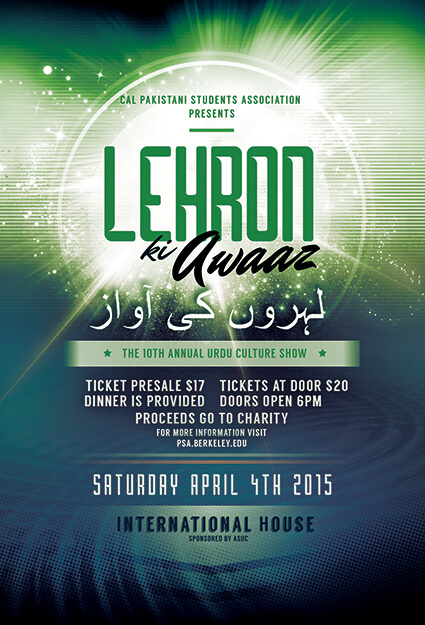 CAL PAKISTANI STUDENTS ASSOCIATION
PRESENTS
LEHRON
ki Awaaz
لہروں کی آواز
★ THE 10TH ANNUAL URDU CULTURE SHOW ★
TICKET PRESALE $17 TICKETS AT DOOR $20
DINNER IS PROVIDED DOORS OPEN 6PM
PROCEEDS GO TO CHARITY
FOR MORE INFORMATION VISIT
PSA.BERKELEY.EDU
SATURDAY APRIL 4TH 2015
INTERNATIONAL HOUSE
SPONSORED BY ASUC